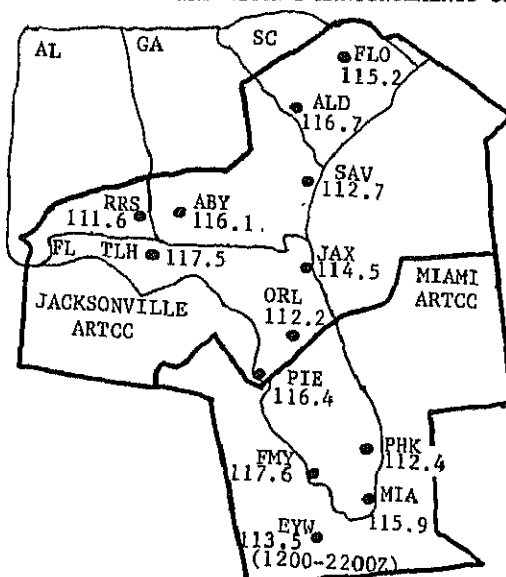 AL
GA
SC
FLO
115.2
ALD
116.7
SAV
112.7
RRS
111.6
ABY
116.1
FL
TLH
117.5
JAX
114.5
JACKSONVILLE
ARTCC
MIAMI
ARTCC
ORL
112.2
PIE
116.4
FMY
117.6
PHK
112.4
MIA
115.9
EYW
113.5
(1200-2200Z)